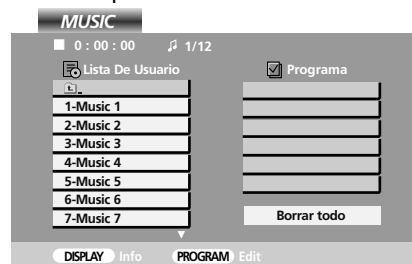 MUSIC
0 : 00 : 00 1/12
Lista De Usuario
1-Music 1
2-Music 2
3-Music 3
4-Music 4
5-Music 5
6-Music 6
7-Music 7
Programa
Borrar todo
DISPLAY Info PROGRAM Edit